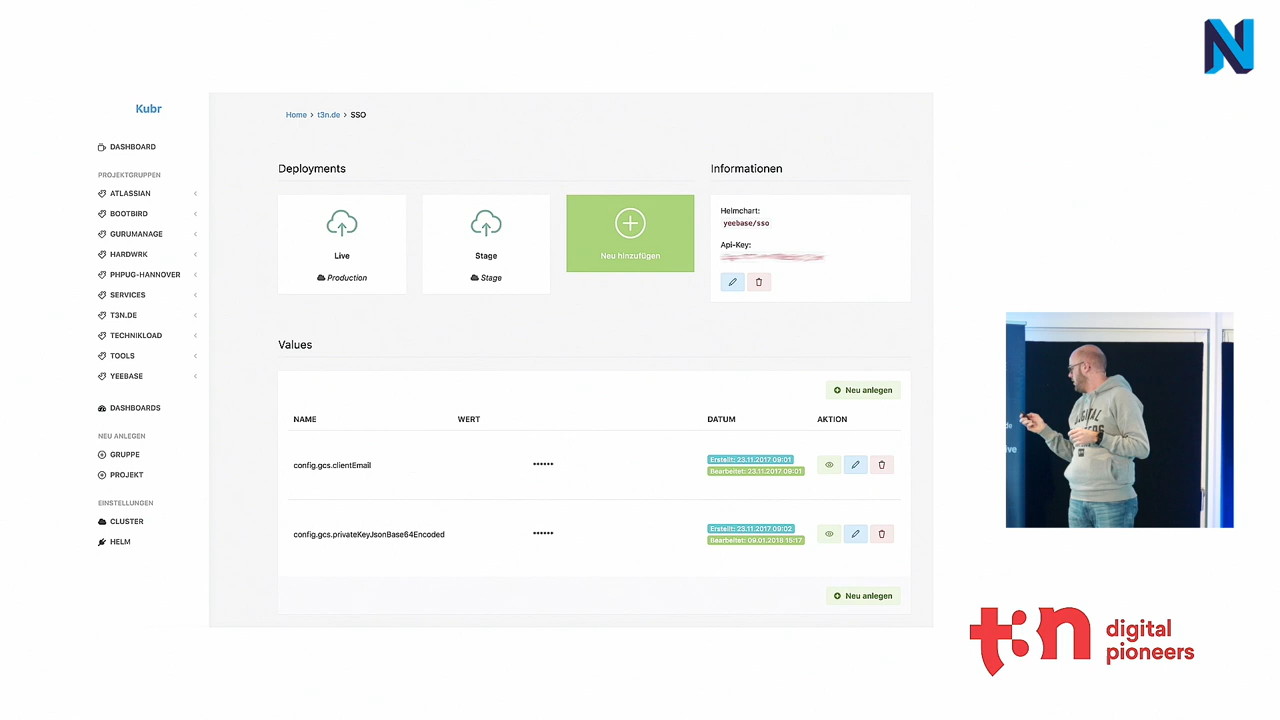 Kubr
DASHBOARD
PROJEKTGRUPPEN
ATLASSIAN
BOOTBIRD
GURUMANAGE
HARDWRK
PHPUG-HANNOVER
SERVICES
T3N.DE
TECHNIKLOAD
TOOLS
YEEBASE
DASHBOARDS
NEU ANLEGEN
GRUPPE
PROJEKT
EINSTELLUNGEN
CLUSTER
HELM
Home › t3n.de › SSO
Deployments
Live
Production
Stage
Stage
Neu hinzufügen
Informationen
Helmchart:
yeebase/sso
Api-Key:
Values
Neu anlegen
NAME WERT DATUM AKTION
config.gcs.clientEmail •••••• Erstellt: 23.11.2017 09:01
Bearbeitet: 23.11.2017 09:01
config.gcs.privateKeyJsonBase64Encoded •••••• Erstellt: 23.11.2017 09:02
Bearbeitet: 09.01.2018 15:17
Neu anlegen
N
DIGITAL
t3n digital
pioneers